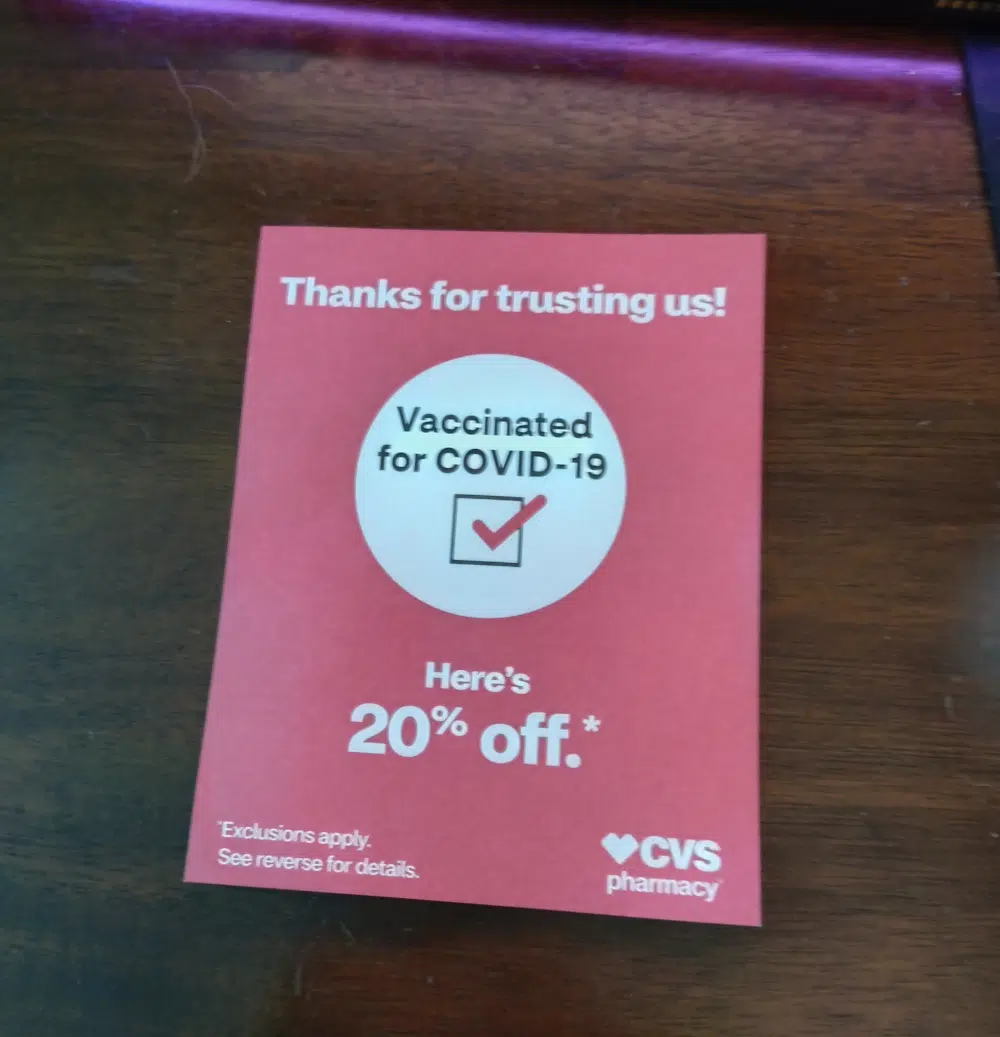 Thanks for trusting us!
Vaccinated
for COVID-19
Here's
20% off.*
*Exclusions apply.
See reverse for details.
CVS
pharmacy